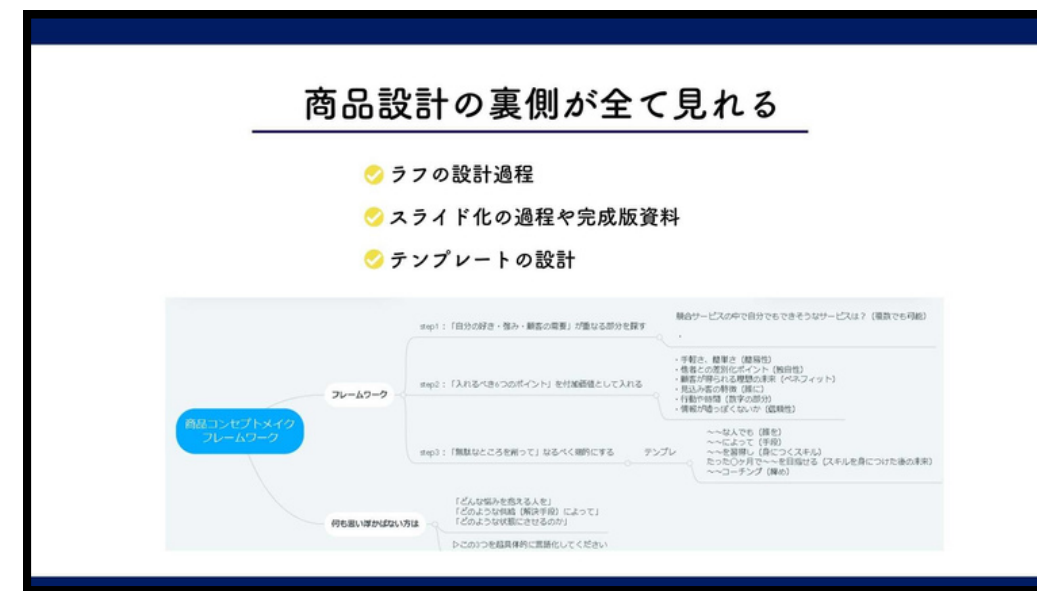 商品設計の裏側が全て見れる
ラフの設計過程
スライド化の過程や完成版資料
テンプレートの設計
商品コンセプトメイク
フレームワーク
フレームワーク
step1：「自分の好き・強み・顧客の需要」が重なる部分を探す
競合サービスの中で自分でもできそうなサービスは？（複数でも可能）
・
step2：「入れるべき6つのポイント」を付加価値として入れる
・手軽さ、簡単さ（簡易性）
・他者との差別化ポイント（独自性）
・顧客が得られる理想の未来（ベネフィット）
・見込み客の特徴（誰に）
・行動や時間（数字の部分）
・情報が嘘っぽくないか（信頼性）
step3：「無駄なところを削って」なるべく端的にする
テンプレ
～～な人でも（誰を）
～～によって（手段）
～～を習得し（身につくスキル）
たった〇ヶ月で～～を目指せる（スキルを身につけた後の未来）
～～コーチング（締め）
何も思い浮かばない方は
「どんな悩みを抱える人を」
「どのような供給（解決手段）によって」
「どのような状態にさせるのか」
▷この3つを超具体的に言語化してください